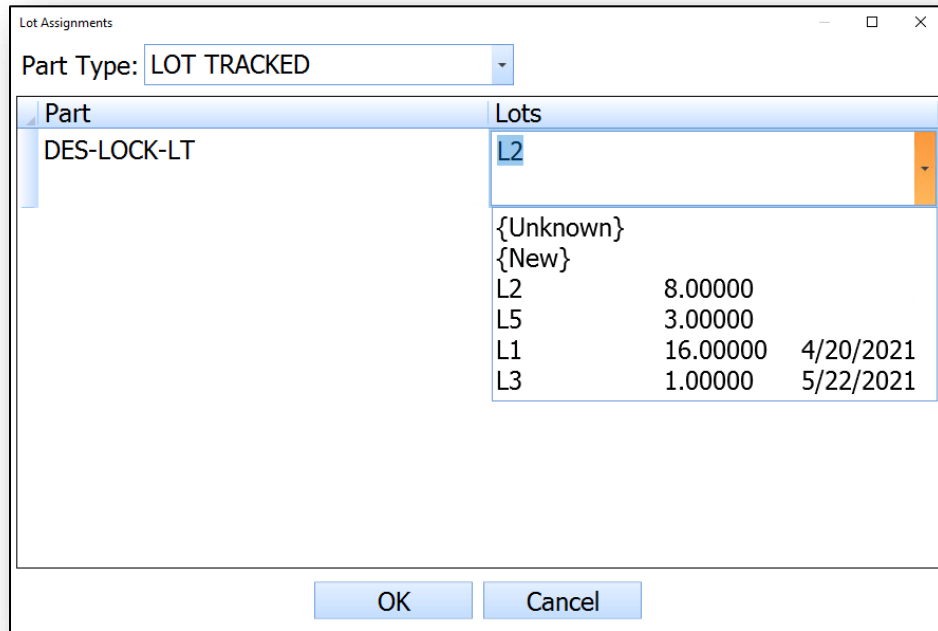 Lot Assignments
Part Type: LOT TRACKED
Part Lots
DES-LOCK-LT L2
{Unknown}
{New}
L2 8.00000
L5 3.00000
L1 16.00000 4/20/2021
L3 1.00000 5/22/2021
OK Cancel